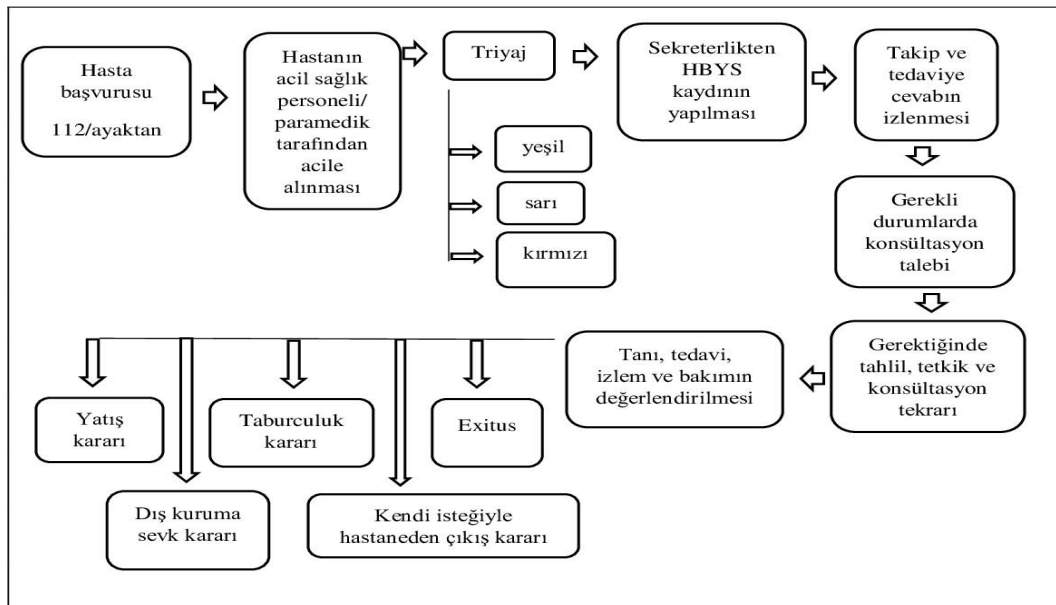 Hasta
başvurusu
112/ayaktan
Hastanın
acil sağlık
personeli/
paramedik
tarafından
acile
alınması
Triyaj
yeşil
sarı
kırmızı
Sekreterlikten
HBYS
kaydının
yapılması
Takip ve
tedaviye
cevabın
izlenmesi
Gerekli
durumlarda
konsültasyon
talebi
Gerektiğinde
tahlil, tetkik ve
konsültasyon
tekrarı
Tanı, tedavi,
izlem ve bakımın
değerlendirilmesi
Yatış
kararı
Dış kuruma
sevk kararı
Taburculuk
kararı
Kendi isteğiyle
hastaneden çıkış kararı
Exitus